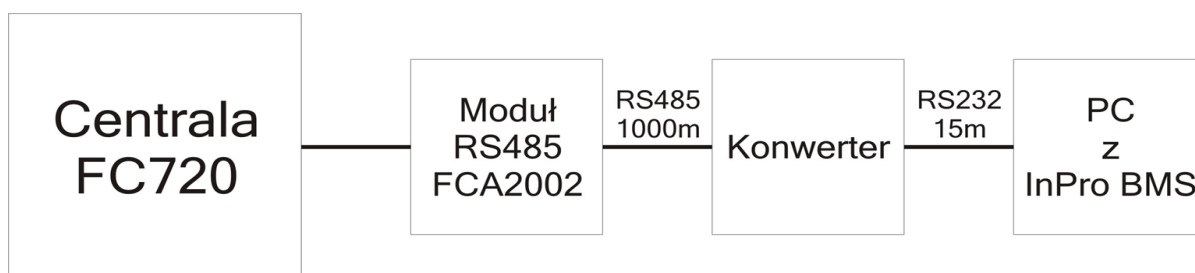 Centrala
FC720
Moduł
RS485
FCA2002
RS485
1000m
Konwerter
RS232
15m
PC
z
InPro BMS